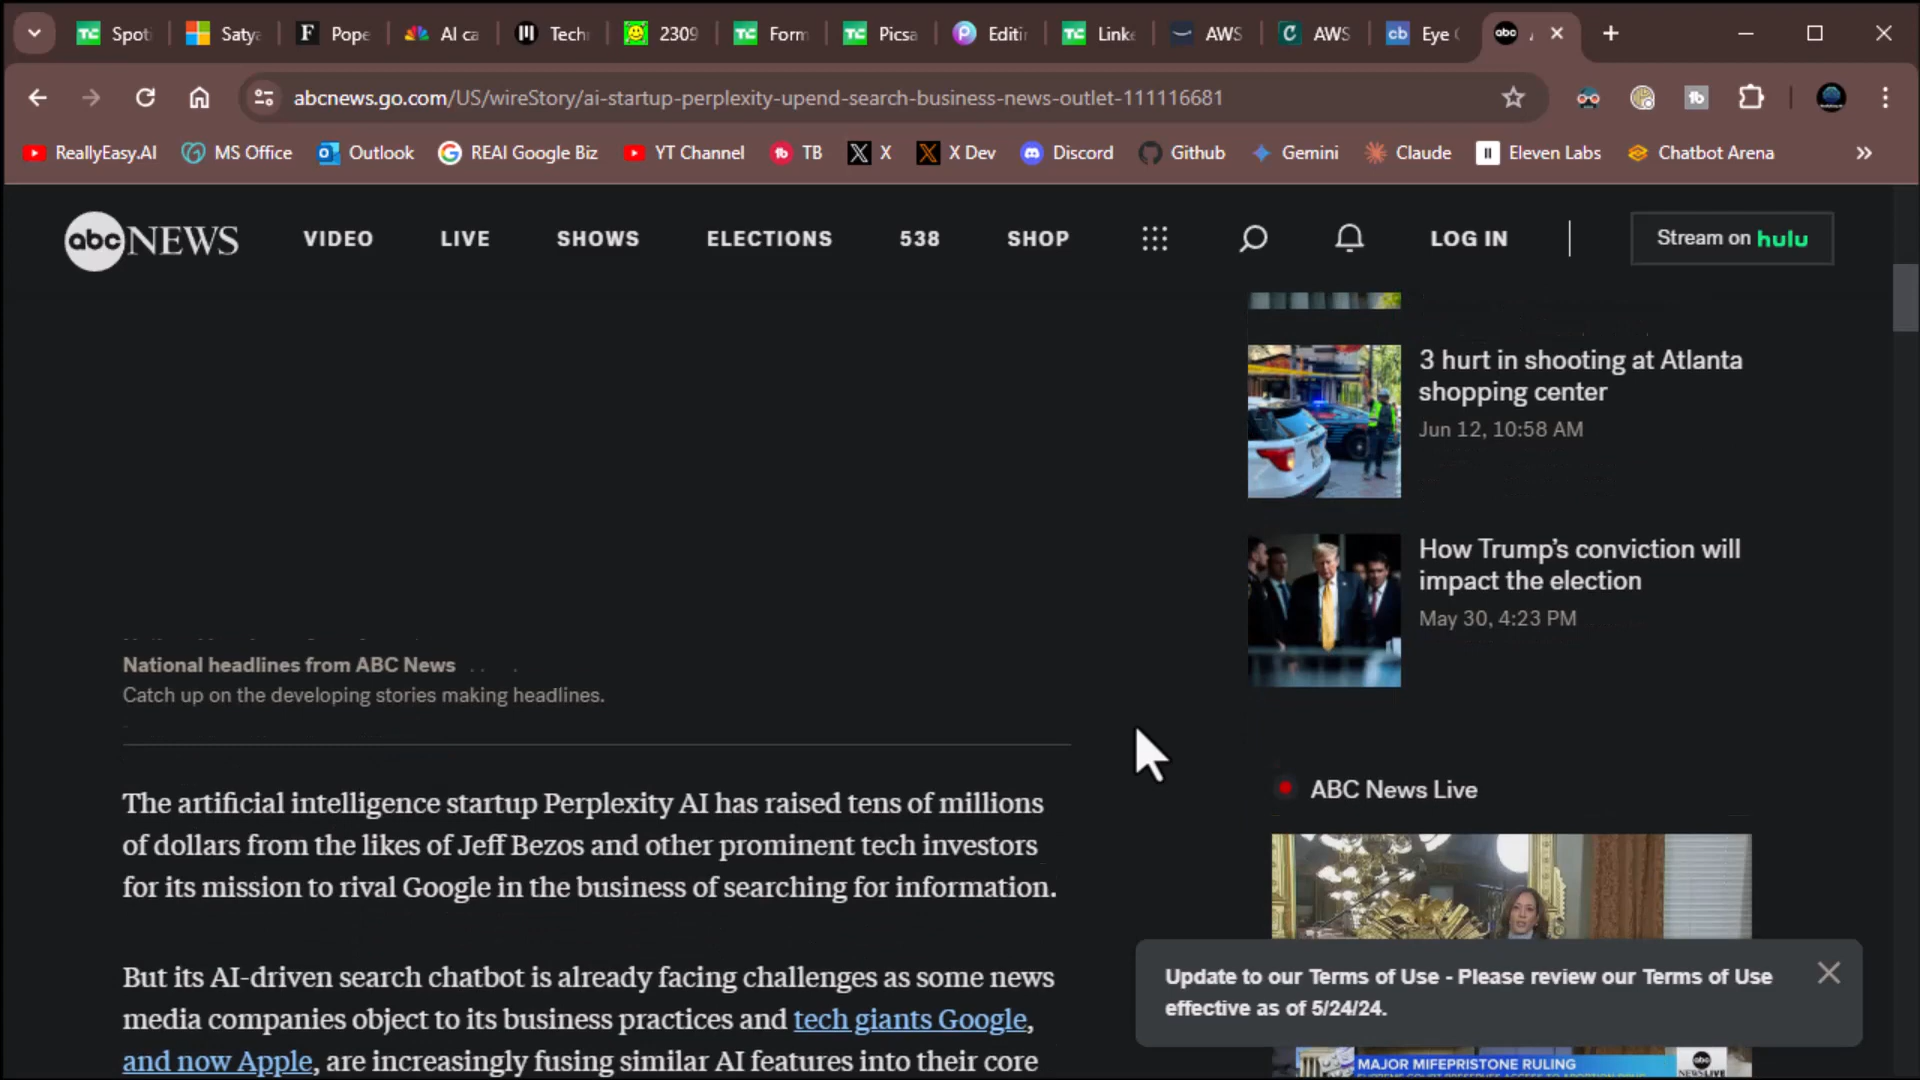 Spoti
Satya
Pope
AI ca
Techn
2309
Form
Picsa
Editin
Linke
AWS
AWS
Eye
abcnews.go.com/US/wireStory/ai-startup-perplexity-upend-search-business-news-outlet-111116681
ReallyEasy.AI
MS Office
Outlook
REAI Google Biz
YT Channel
TB
X
X Dev
Discord
Github
Gemini
Claude
Eleven Labs
Chatbot Arena
abc NEWS
VIDEO
LIVE
SHOWS
ELECTIONS
538
SHOP
LOG IN
Stream on hulu
3 hurt in shooting at Atlanta
shopping center
Jun 12, 10:58 AM
How Trump's conviction will
impact the election
May 30, 4:23 PM
National headlines from ABC News
Catch up on the developing stories making headlines.
The artificial intelligence startup Perplexity AI has raised tens of millions
of dollars from the likes of Jeff Bezos and other prominent tech investors
for its mission to rival Google in the business of searching for information.
But its AI-driven search chatbot is already facing challenges as some news
media companies object to its business practices and tech giants Google,
and now Apple, are increasingly fusing similar AI features into their core
ABC News Live
Update to our Terms of Use - Please review our Terms of Use
effective as of 5/24/24.
MAJOR MIFEPRISTONE RULING
abc
NEWS LIVE